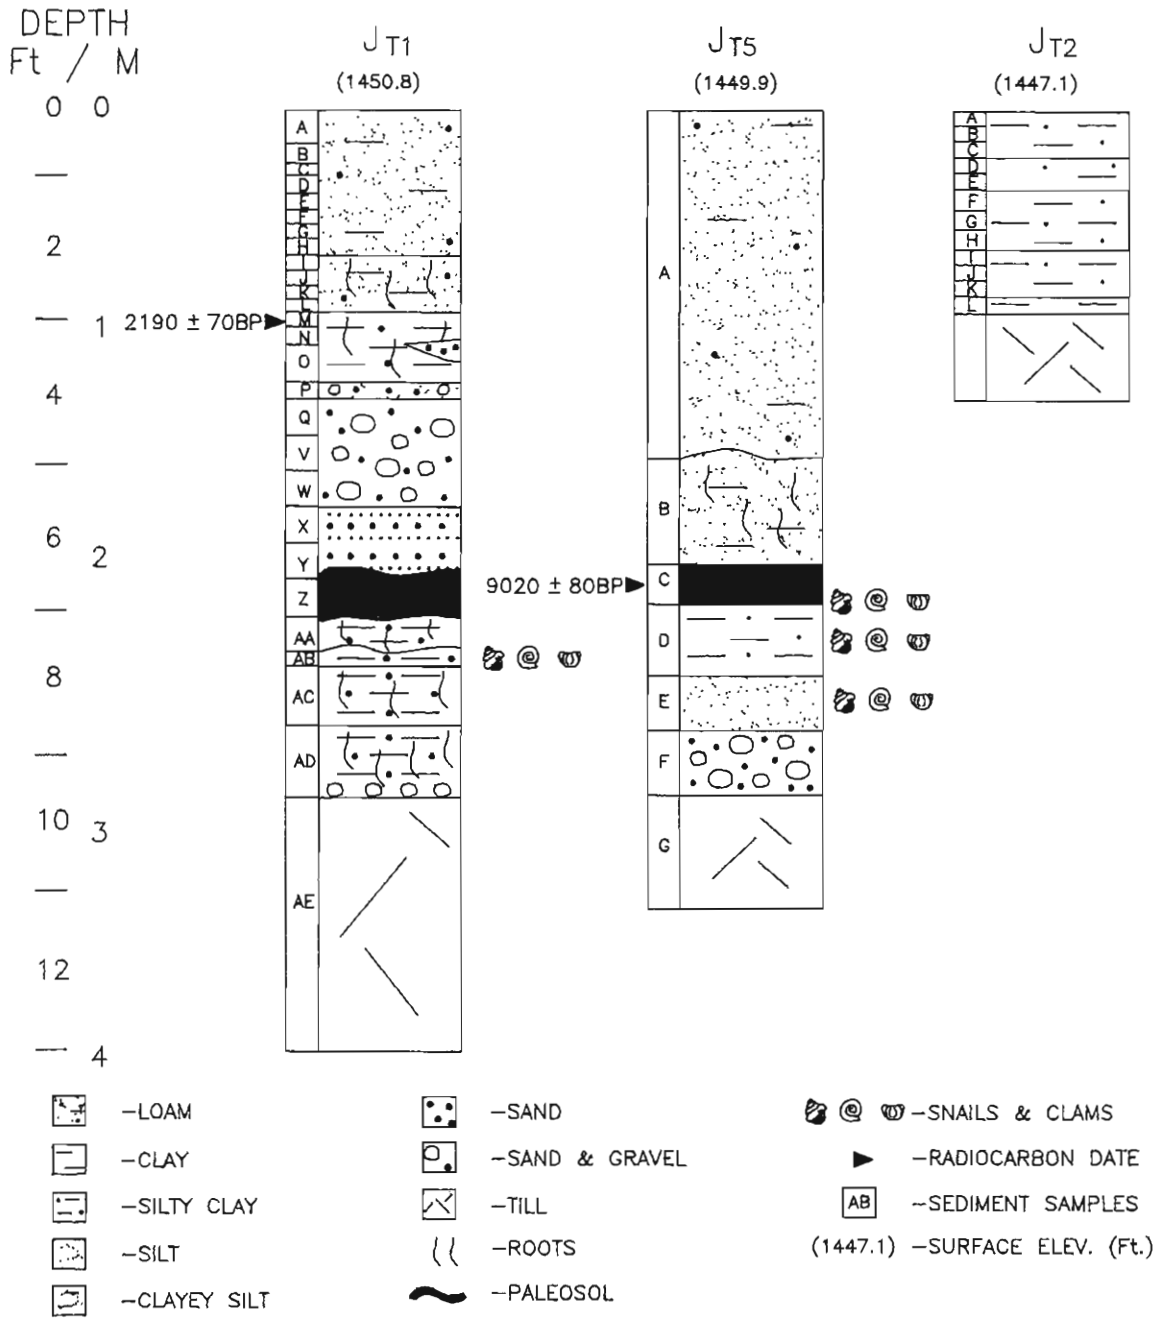 DEPTH
Ft / M
JT1
(1450.8)
JT5
(1449.9)
JT2
(1447.1)
0 0
2
1
4
6
2
8
10 3
12
4
A
B
C
D
E
F
G
H
I
J
K
L
M
N
O
P
Q
V
W
X
Y
Z
AA
AB
AC
AD
AE
2190 ± 70BP
A
B
C
D
E
F
G
9020 ± 80BP
A
B
C
D
E
F
G
H
I
J
K
L
-LOAM
-CLAY
-SILTY CLAY
-SILT
-CLAYEY SILT
-SAND
-SAND & GRAVEL
-TILL
-ROOTS
-PALEOSOL
-SNAILS & CLAMS
-RADIOCARBON DATE
AB -SEDIMENT SAMPLES
(1447.1) -SURFACE ELEV. (Ft.)